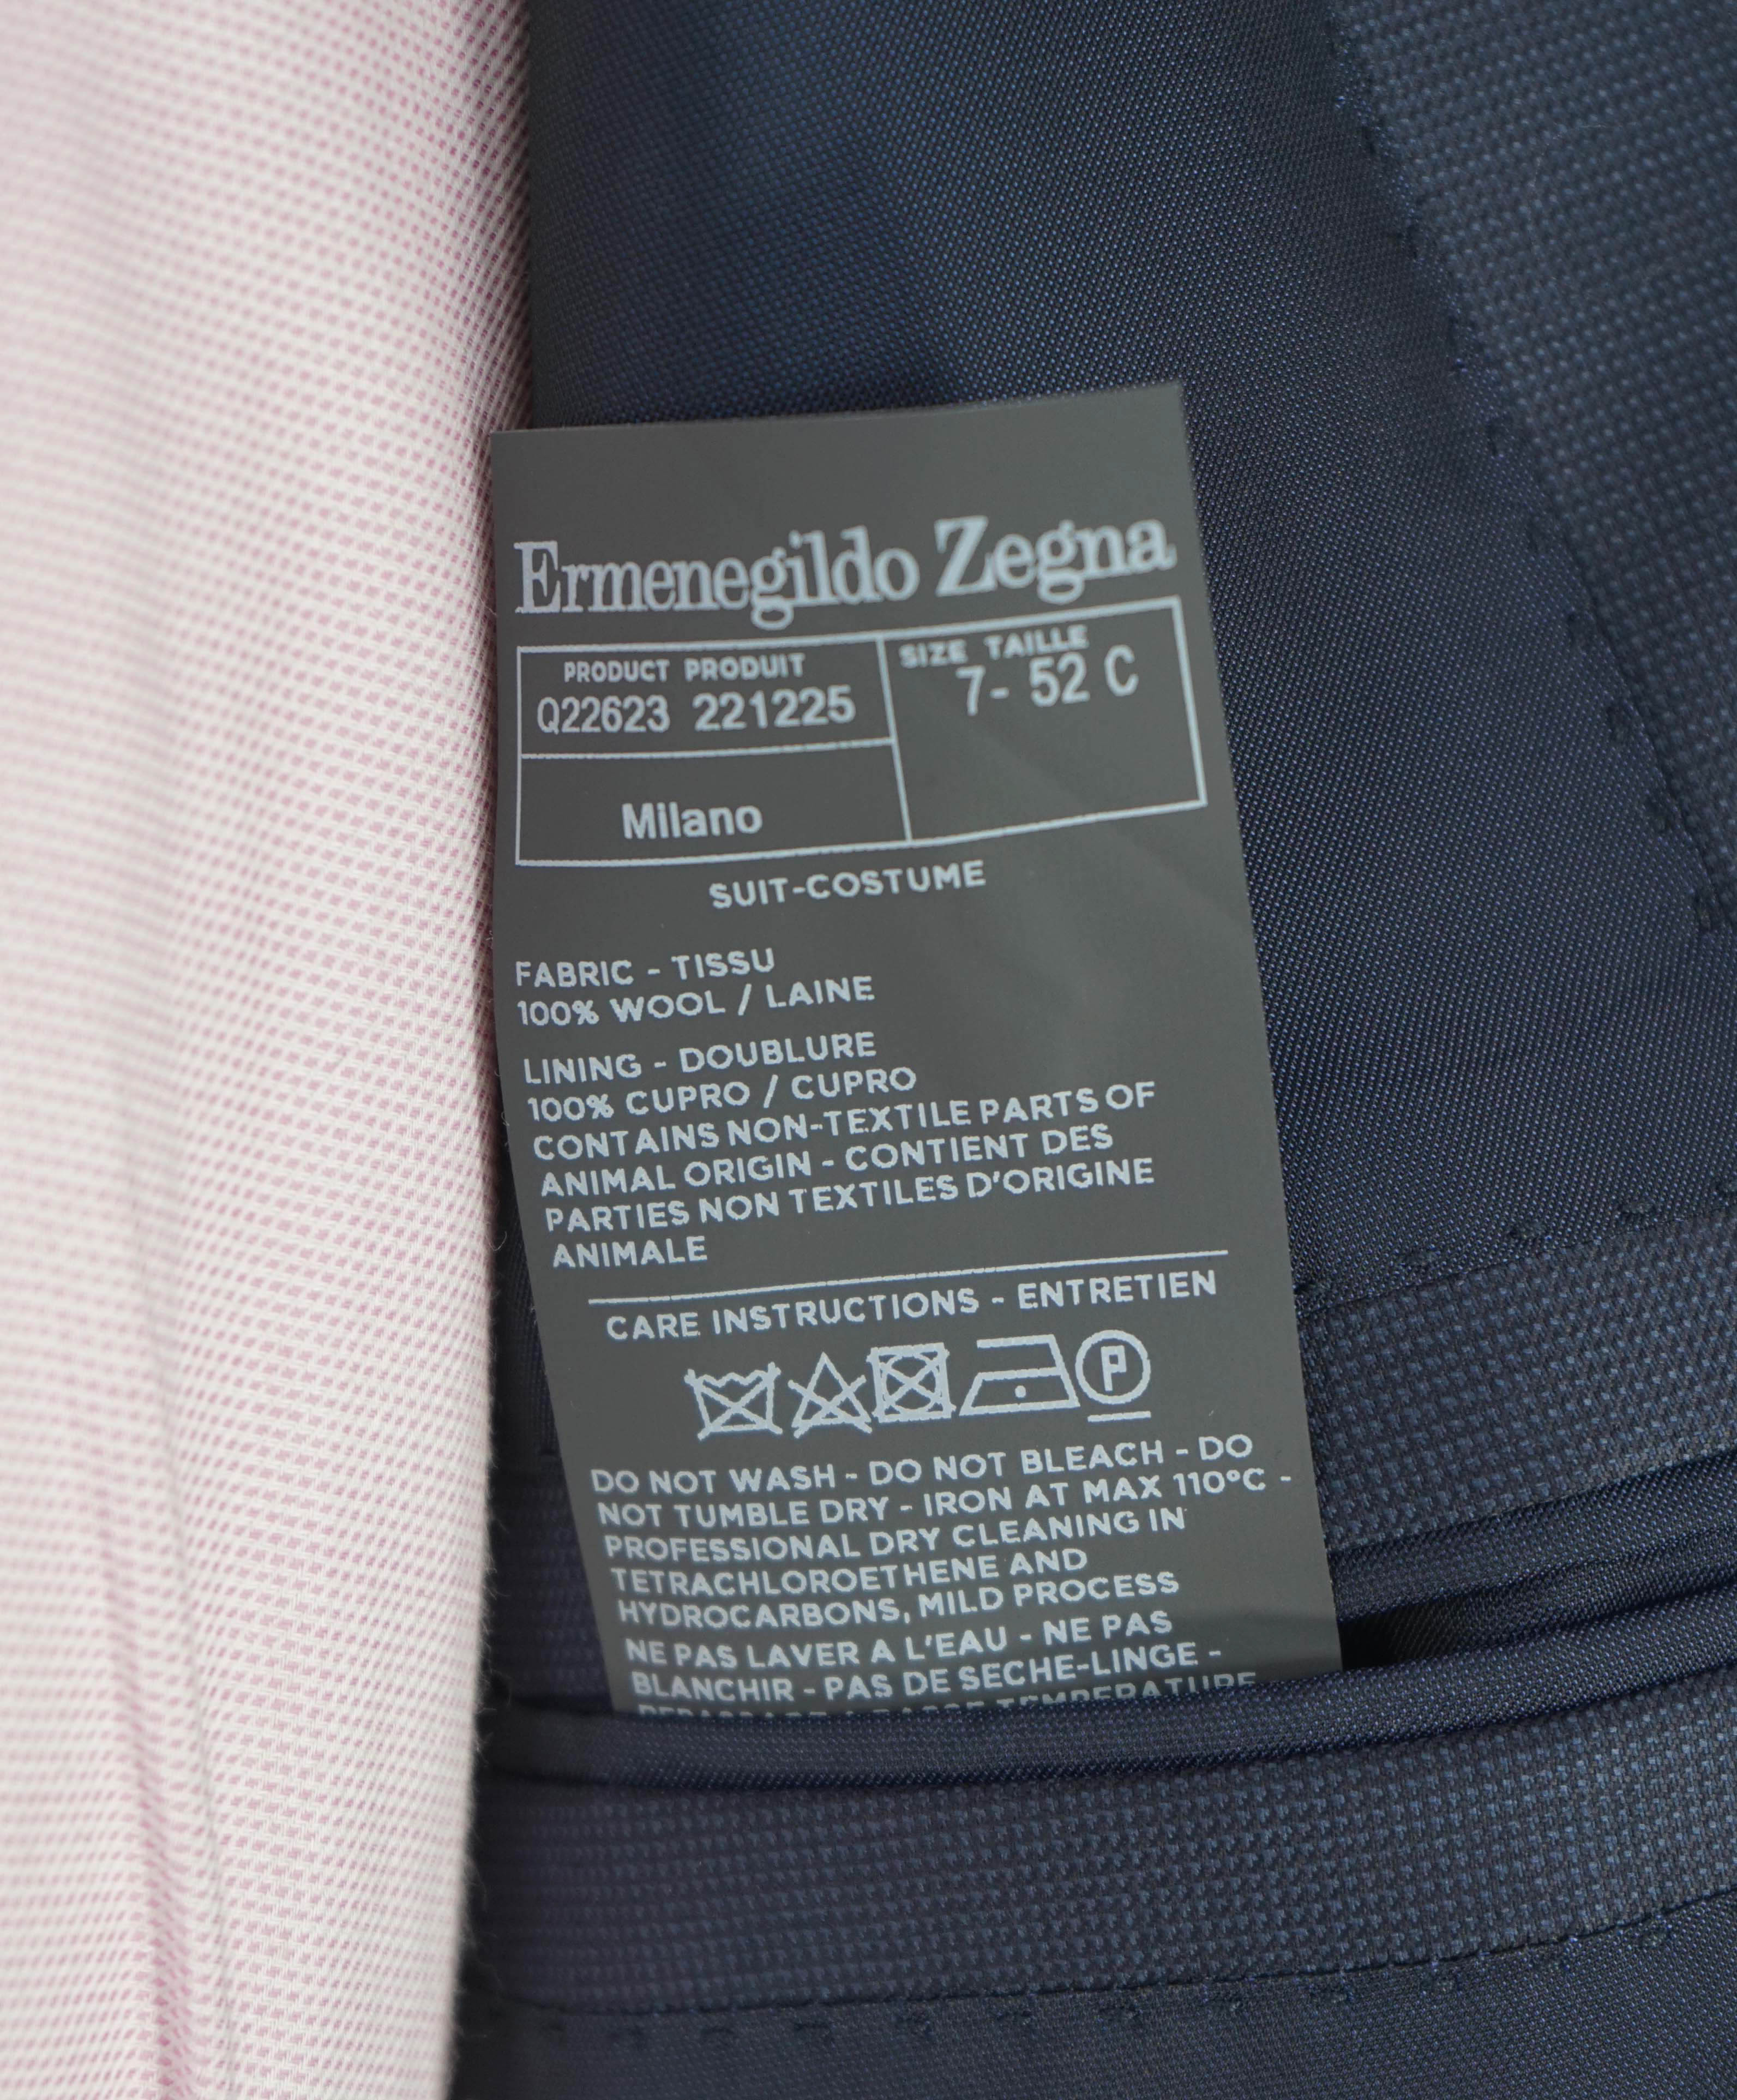 Ermenegildo Zegna
PRODUCT PRODUIT
Q22623 221225
SIZE TAILLE
7- 52 C
Milano
SUIT-COSTUME
FABRIC - TISSU
100% WOOL / LAINE
LINING - DOUBLURE
100% CUPRO / CUPRO
CONTAINS NON-TEXTILE PARTS OF
ANIMAL ORIGIN - CONTIENT DES
PARTIES NON TEXTILES D'ORIGINE
ANIMALE
CARE INSTRUCTIONS - ENTRETIEN
P
DO NOT WASH - DO NOT BLEACH - DO
NOT TUMBLE DRY - IRON AT MAX 110°C -
PROFESSIONAL DRY CLEANING IN
TETRACHLOROETHENE AND
HYDROCARBONS, MILD PROCESS
NE PAS LAVER A L'EAU - NE PAS
BLANCHIR - PAS DE SECHE-LINGE -
TEMPERATURE